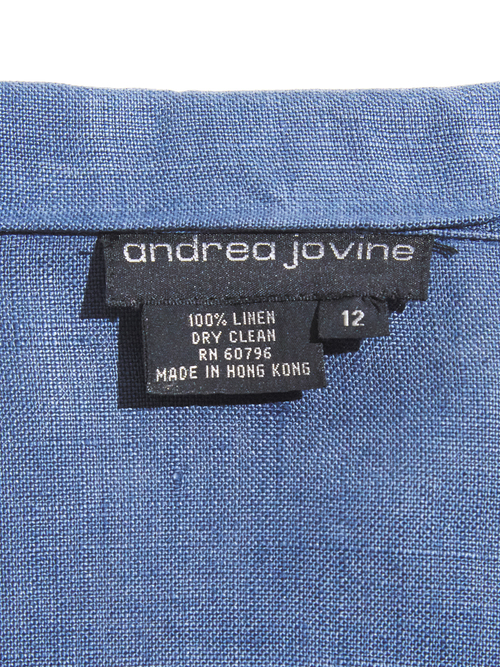 andrea jovine
100% LINEN
DRY CLEAN
RN 60796
MADE IN HONG KONG
12